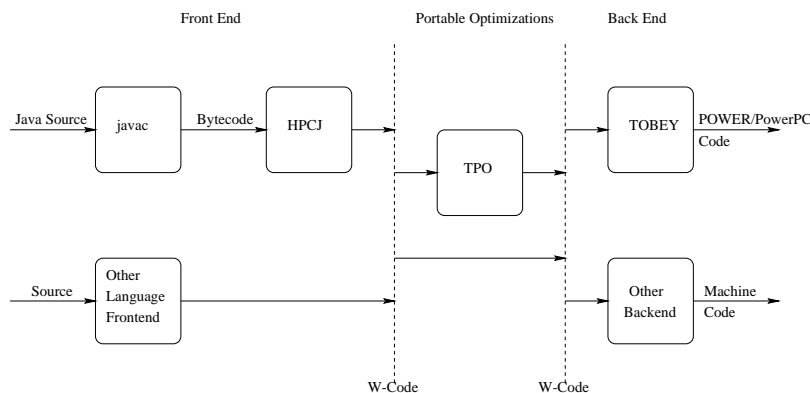 Front End
Portable Optimizations
Back End
Java Source
javac
Bytecode
HPCJ
TPO
TOBEY
POWER/PowerPC
Code
Source
Other
Language
Frontend
Other
Backend
Machine
Code
W-Code
W-Code